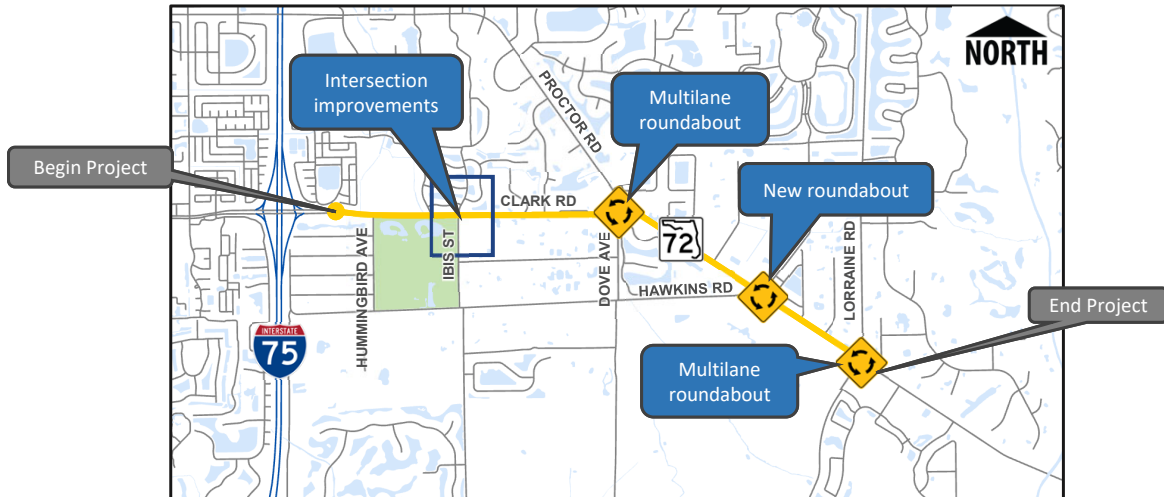 NORTH
Intersection
improvements
PROCTOR RD
Multilane
roundabout
Begin Project
New roundabout
CLARK RD
72
HUMMINGBIRD AVE
IBIS ST
DOVE AVE
LORRAINE RD
HAWKINS RD
End Project
INTERSTATE
75
Multilane
roundabout